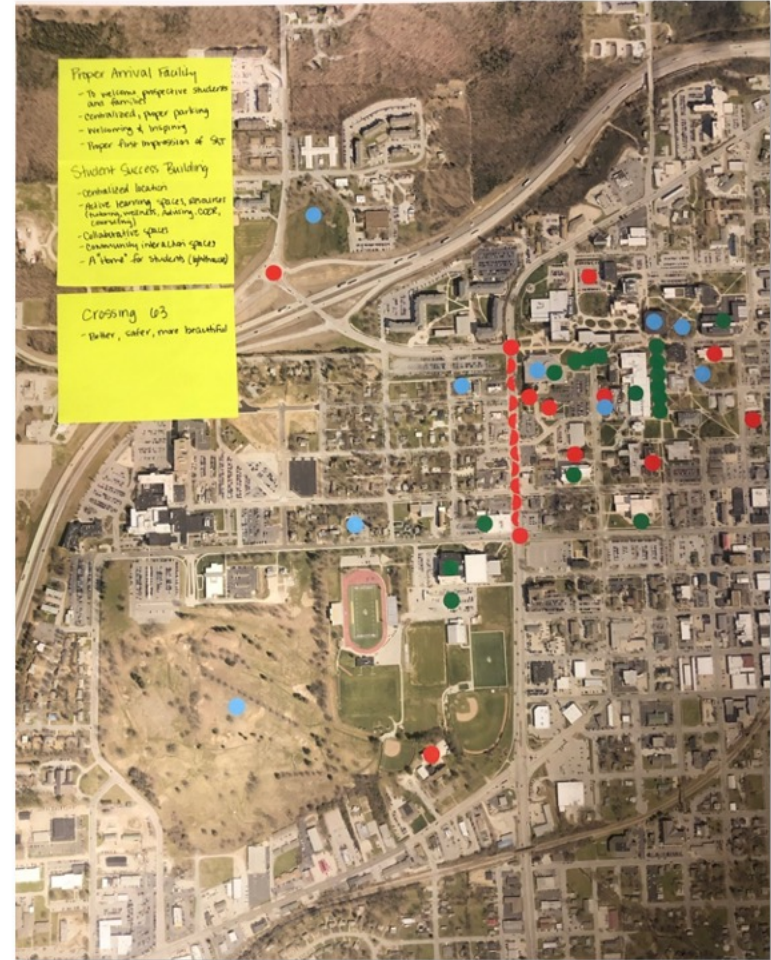 Proper Arrival Facility
- To welcome prospective students
and families
- Centralized, proper parking
- Welcoming & Inspiring
- Proper first impression of S&T
Student Success Building
- Centralized location
- Active learning spaces, resources
(tutoring, wellness, advising, COER,
counseling)
- Collaborative spaces
- Community interaction spaces
- A "Home" for students (lighthouse)
Crossing 63
- Better, safer, more beautiful